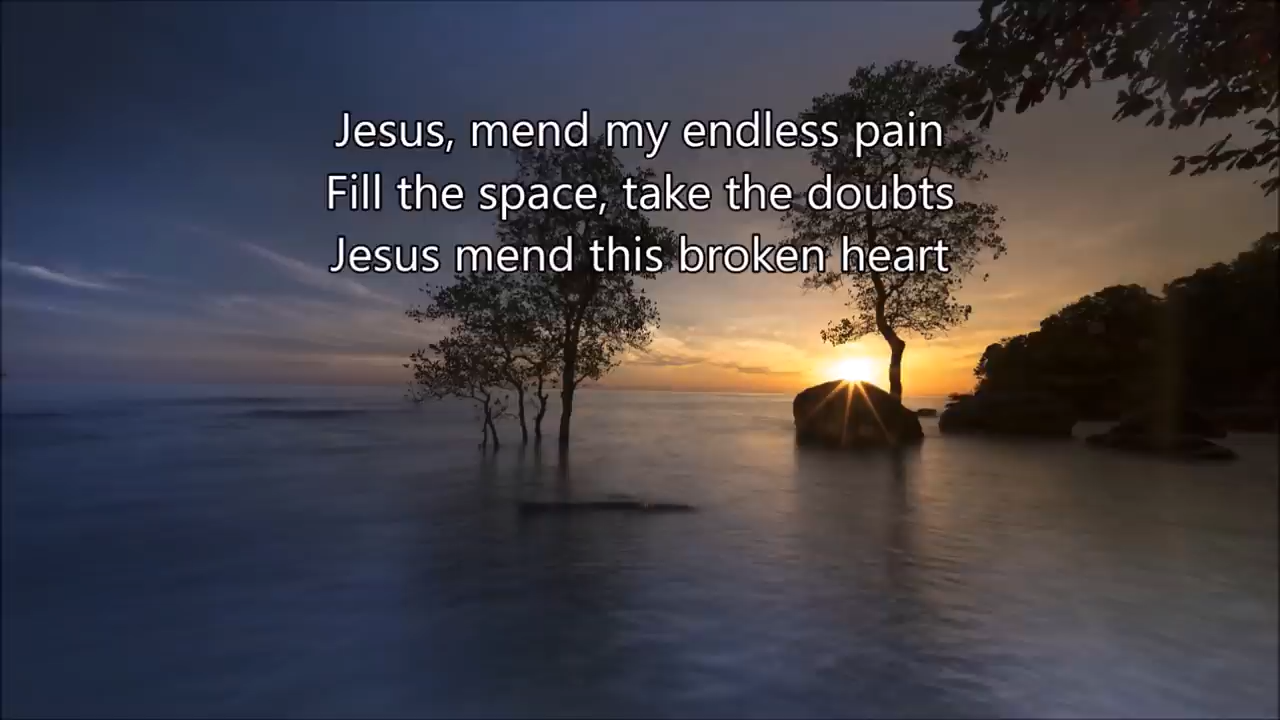 Jesus, mend my endless pain
Fill the space, take the doubts
Jesus mend this broken heart